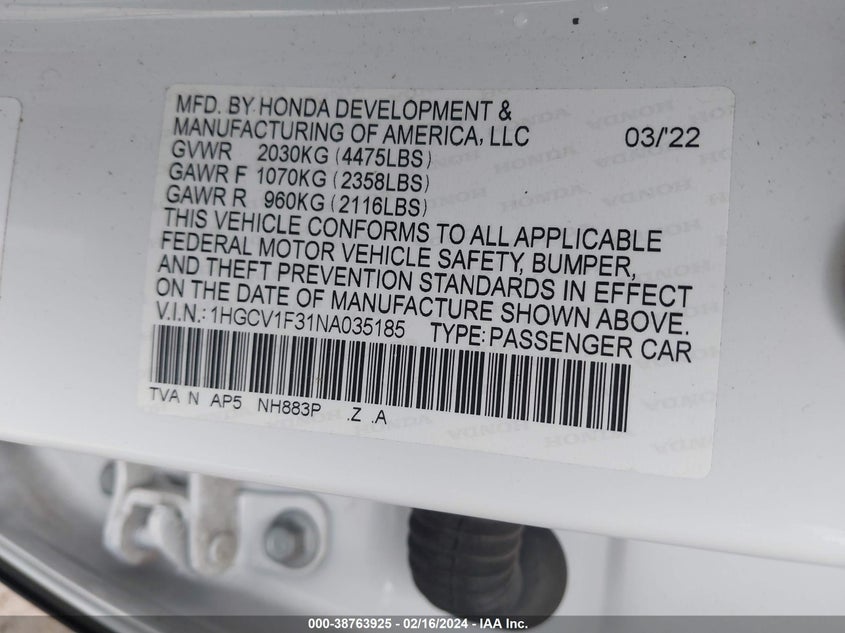 MFD. BY HONDA DEVELOPMENT &
MANUFACTURING OF AMERICA, LLC 03/'22
GVWR 2030KG (4475LBS)
GAWR F 1070KG (2358LBS)
GAWR R 960KG (2116LBS)
THIS VEHICLE CONFORMS TO ALL APPLICABLE
FEDERAL MOTOR VEHICLE SAFETY, BUMPER,
AND THEFT PREVENTION STANDARDS IN EFFECT
ON THE DATE OF MANUFACTURE SHOWN ABOVE.
V.I.N.: 1HGCV1F31NA035185 TYPE: PASSENGER CAR
TVA N AP5 NH883P .Z .A
000-38763925 - 02/16/2024 - IAA Inc.